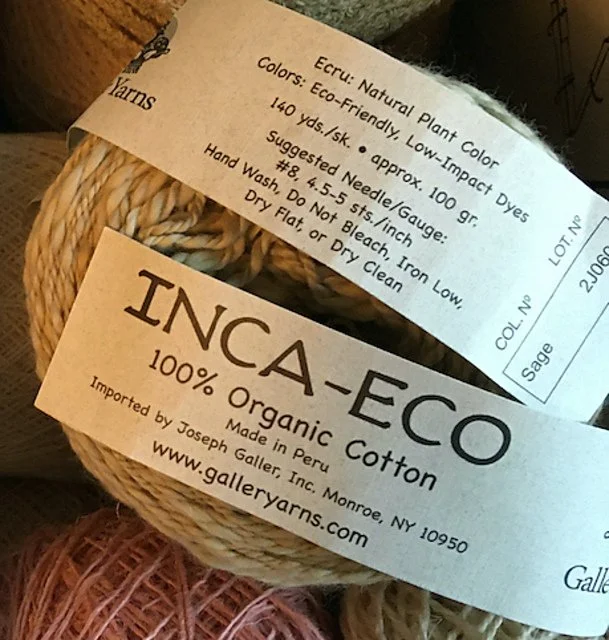 Yarns
Ecru: Natural Plant Color
Colors: Eco-Friendly, Low-Impact Dyes
140 yds./sk. • approx. 100 gr.
Suggested Needle/Gauge:
#8, 4.5-5 sts./inch
Hand Wash, Do Not Bleach, Iron Low,
Dry Flat, or Dry Clean
COL. Nº LOT. Nº
Sage
INCA-ECO
100% Organic Cotton
Made in Peru
Imported by Joseph Galler, Inc. Monroe, NY 10950
www.galleryarns.com